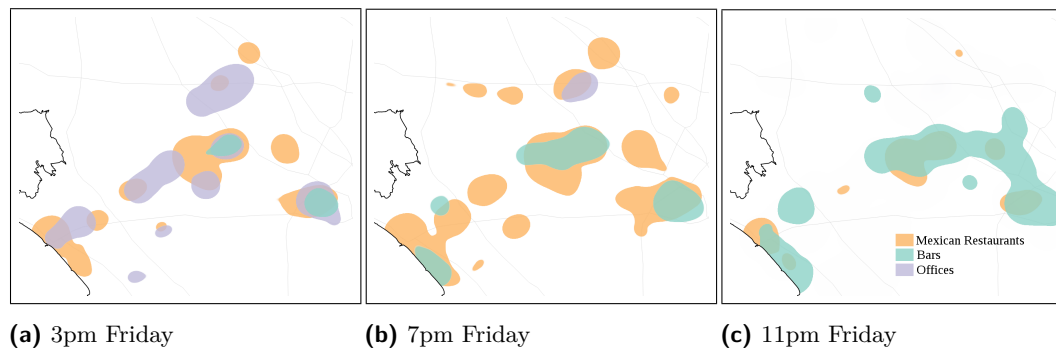 Mexican Restaurants
Bars
Offices
(a) 3pm Friday
(b) 7pm Friday
(c) 11pm Friday